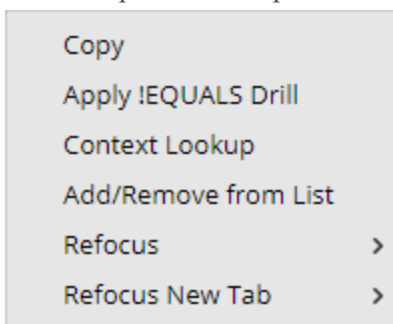 Copy
Apply !EQUALS Drill
Context Lookup
Add/Remove from List
Refocus
Refocus New Tab